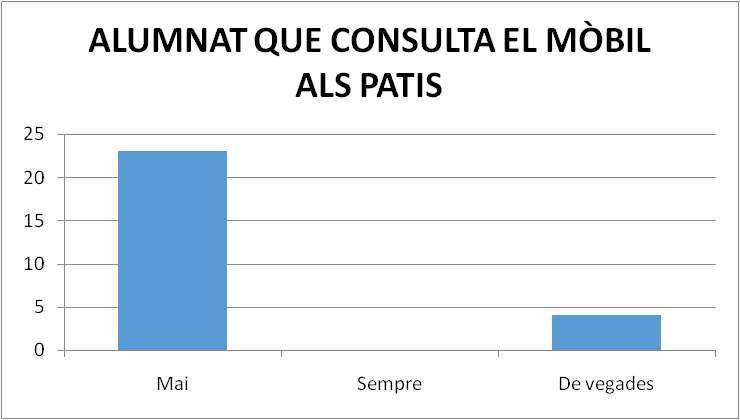 ALUMNAT QUE CONSULTA EL MÒBIL
ALS PATIS
25
20
15
10
5
0
Mai Sempre De vegades